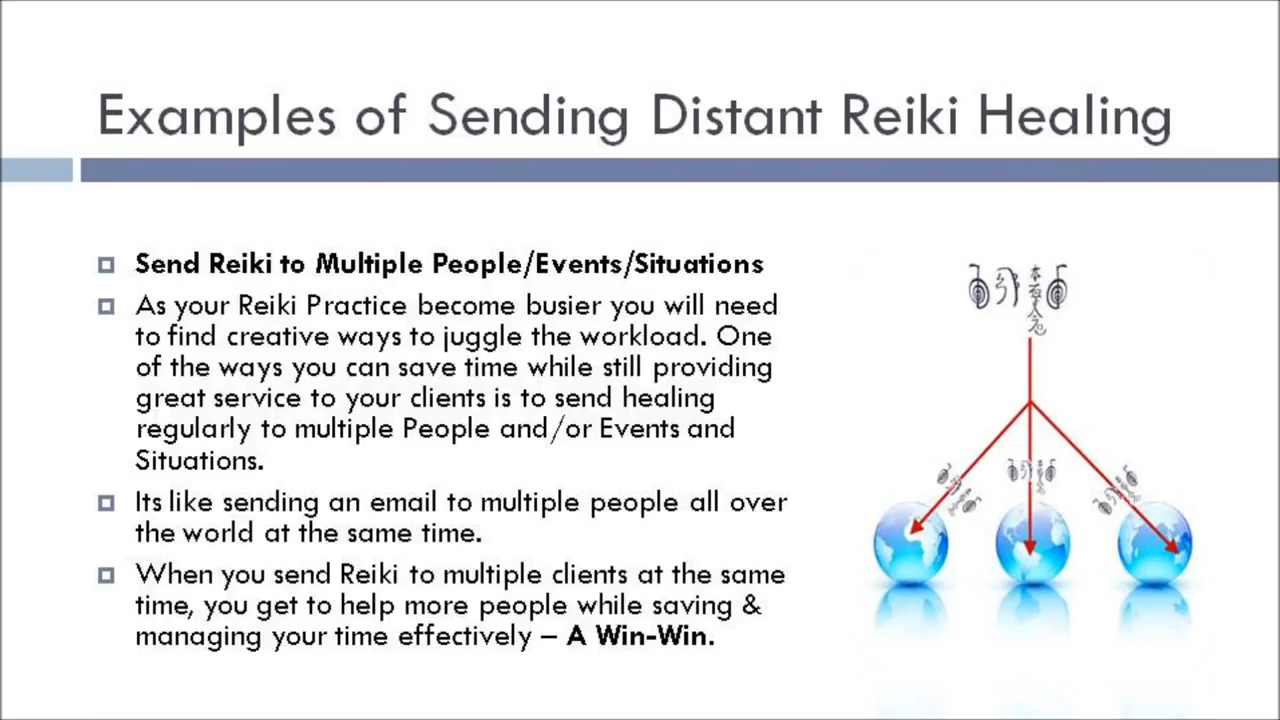 Examples of Sending Distant Reiki Healing
Send Reiki to Multiple People/Events/Situations
As your Reiki Practice become busier you will need
to find creative ways to juggle the workload. One
of the ways you can save time while still providing
great service to your clients is to send healing
regularly to multiple People and/or Events and
Situations.
Its like sending an email to multiple people all over
the world at the same time.
When you send Reiki to multiple clients at the same
time, you get to help more people while saving &
managing your time effectively – A Win-Win.